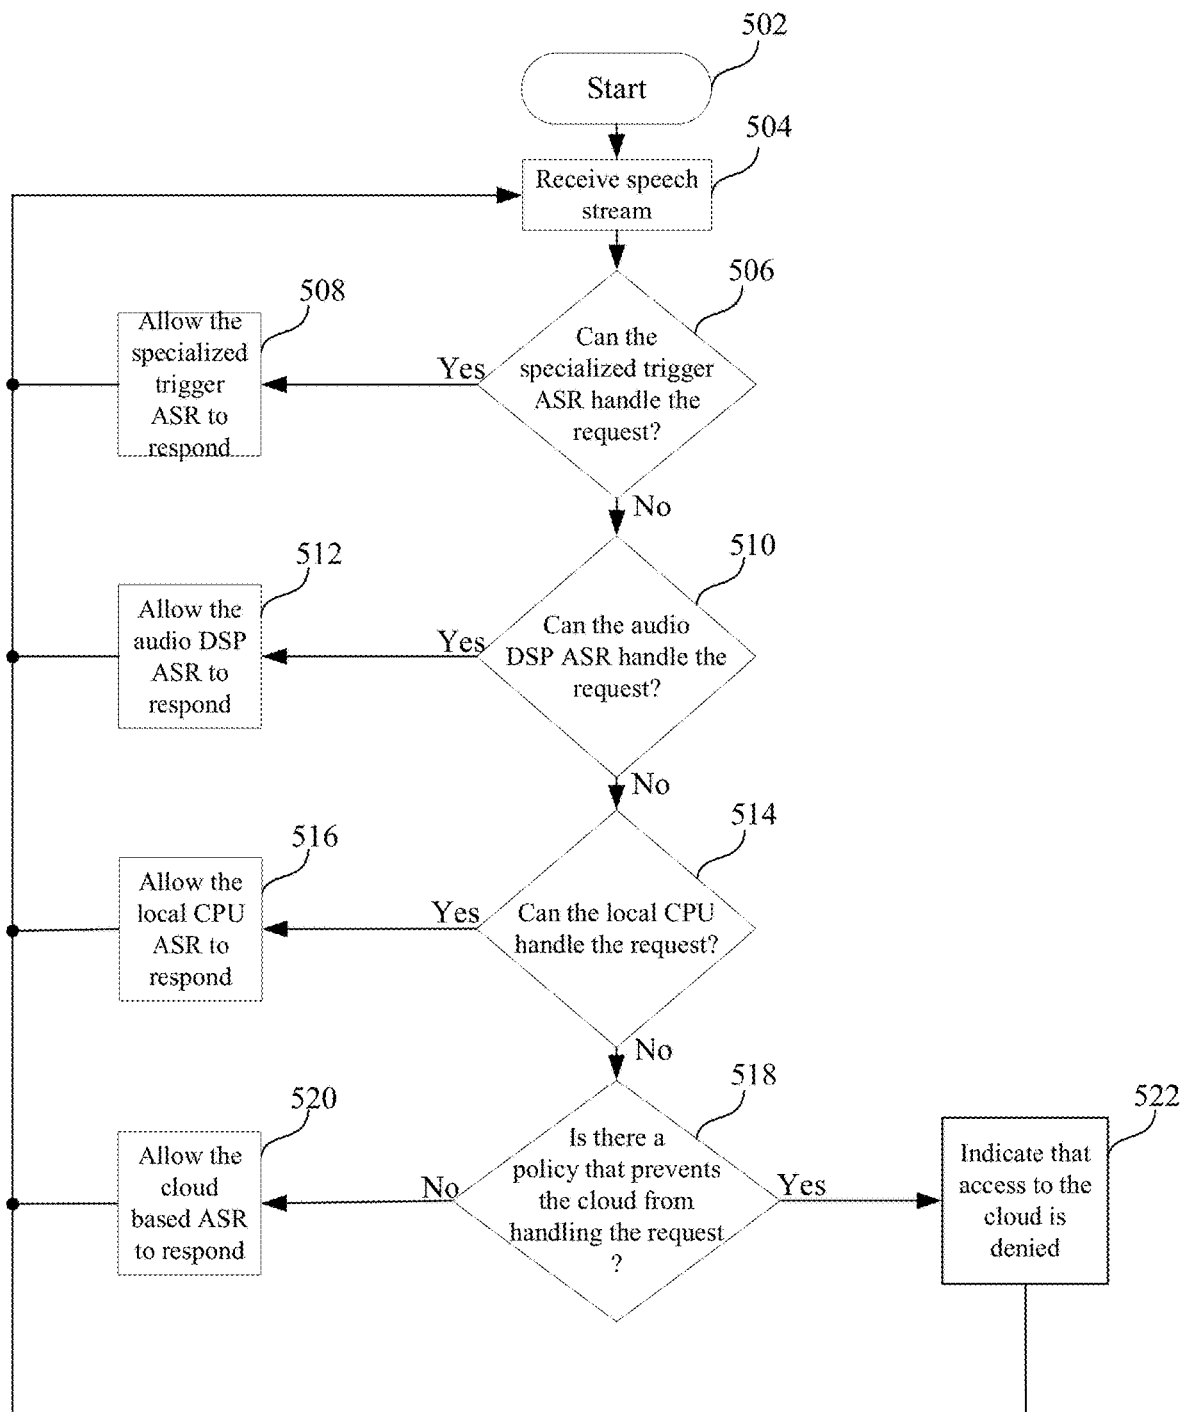 502
Start
504
Receive speech
stream
506
508
Allow the
specialized
trigger
ASR to
respond
Yes
Can the
specialized trigger
ASR handle the
request?
No
510
512
Allow the
audio DSP
ASR to
respond
Yes
Can the audio
DSP ASR handle the
request?
No
514
516
Allow the
local CPU
ASR to
respond
Yes
Can the local CPU
handle the request?
No
518
520
522
Allow the
cloud
based ASR
to respond
No
Is there a
policy that prevents
the cloud from
handling the request
?
Yes
Indicate that
access to the
cloud is
denied